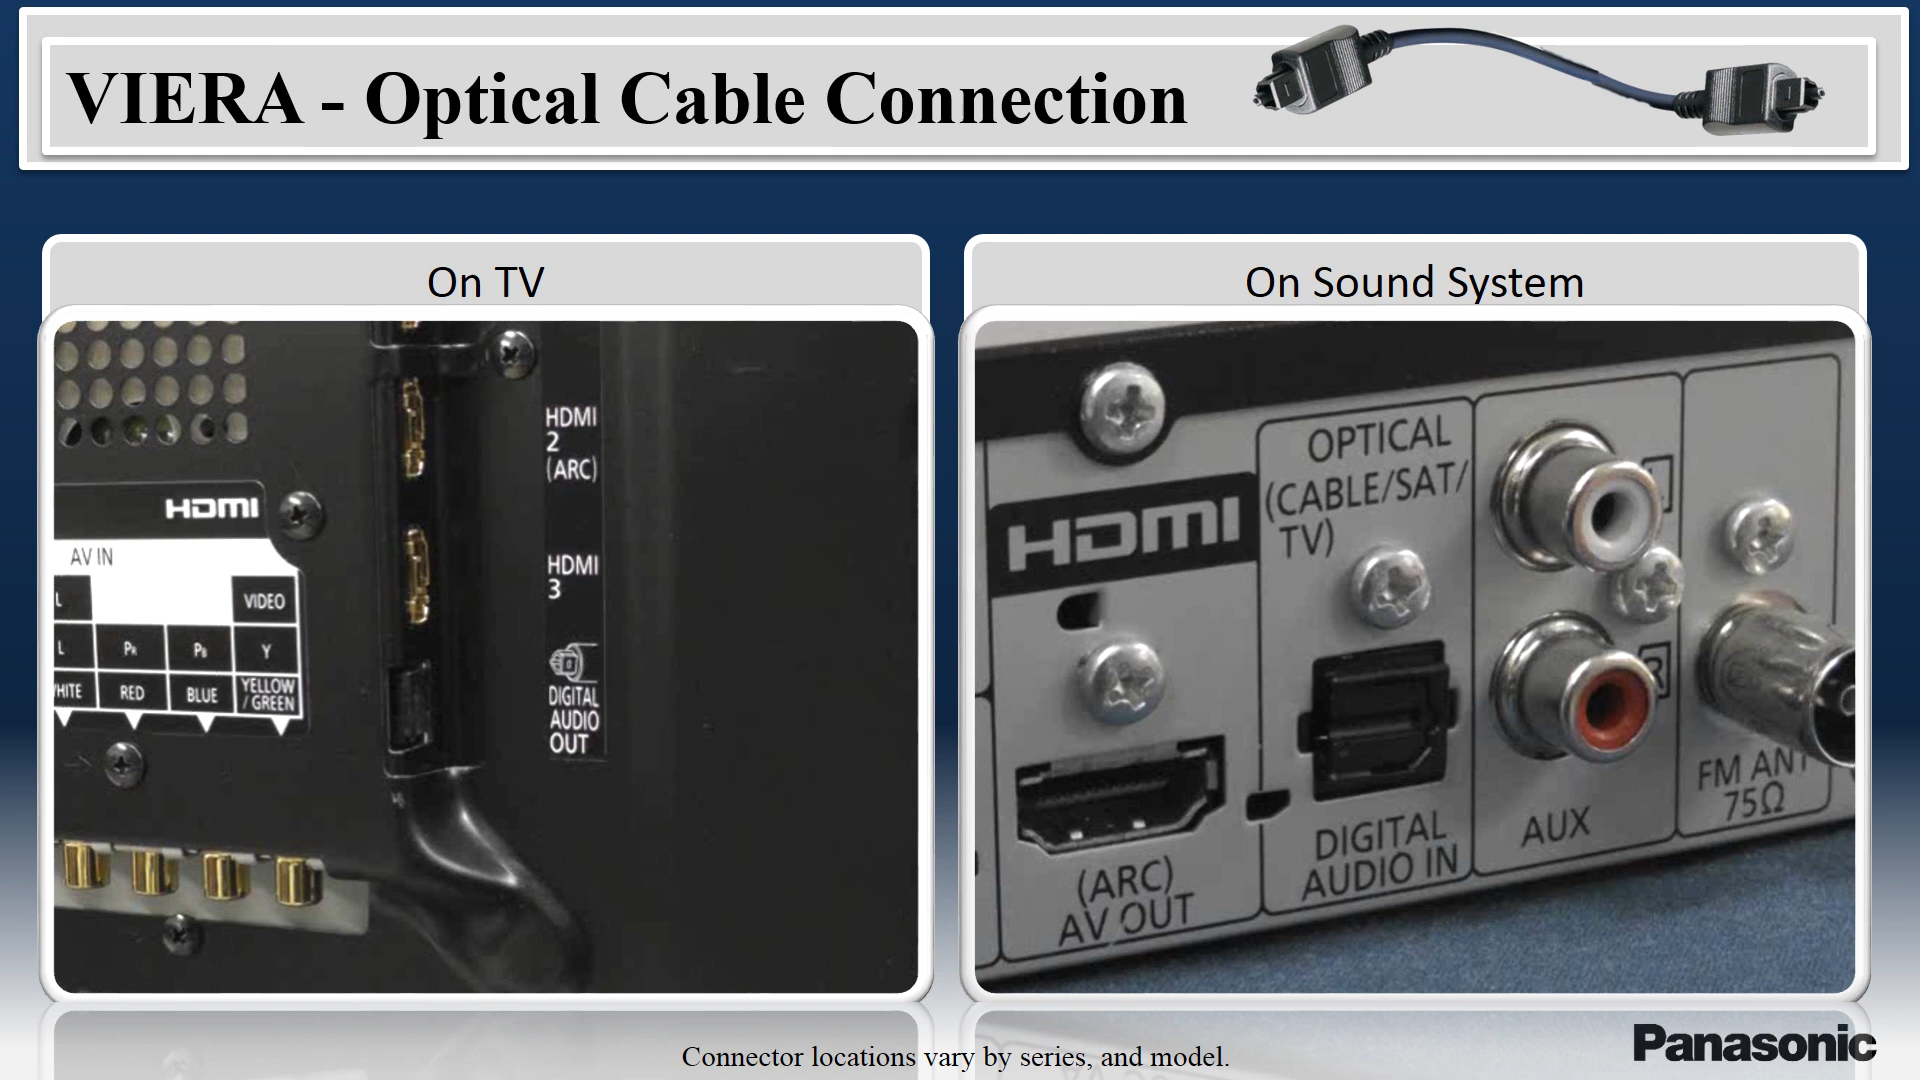 VIERA - Optical Cable Connection
On TV
HDMI
2
(ARC)
HDMI
3
DIGITAL
AUDIO
OUT
HDMI
AV IN
L
VIDEO
L
PR
PB
Y
RED
BLUE
YELLOW
/ GREEN
On Sound System
HDMI
(ARC)
AV OUT
OPTICAL
(CABLE/SAT/
TV)
DIGITAL
AUDIO IN
R
AUX
FM ANT
75Ω
Connector locations vary by series, and model.
Panasonic